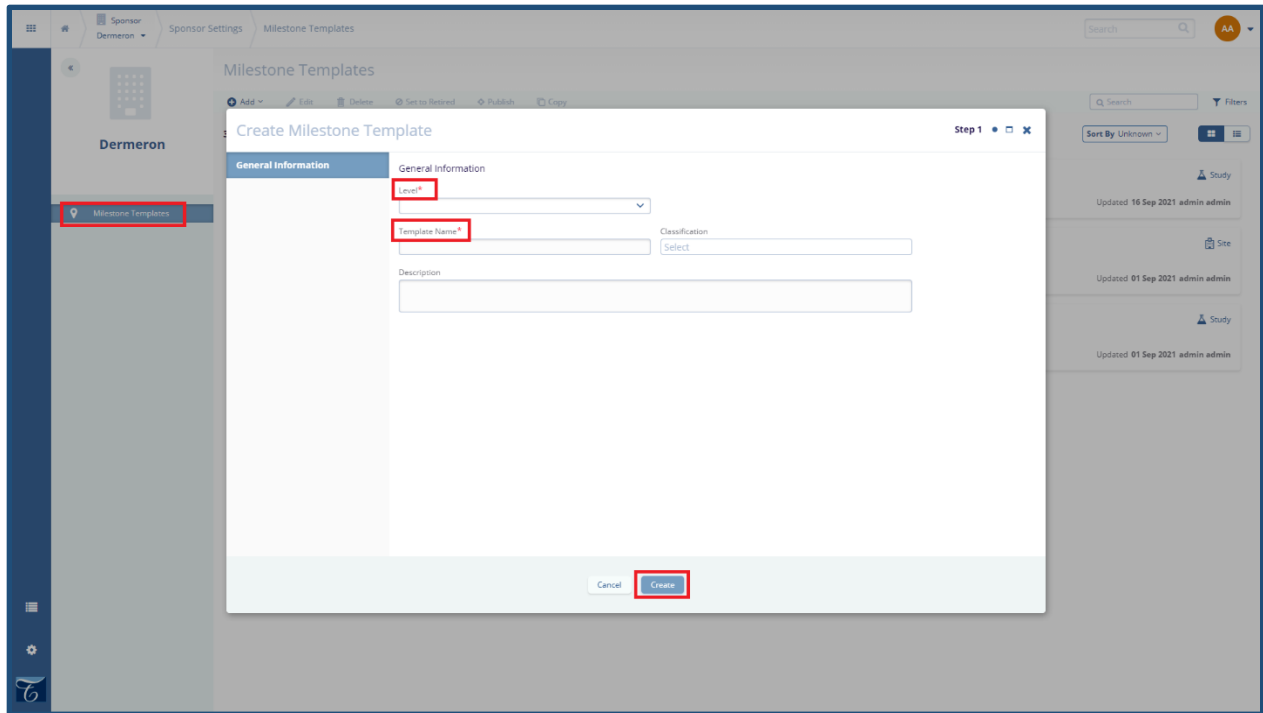 Sponsor
Dermeron
Sponsor Settings
Milestone Templates
Search
AA
Dermeron
Milestone Templates
Milestone Templates
Add
Edit
Delete
Set to Retired
Publish
Copy
Search
Filters
Sort By Unknown
Study
Updated 16 Sep 2021 admin admin
Site
Updated 01 Sep 2021 admin admin
Study
Updated 01 Sep 2021 admin admin
Create Milestone Template
Step 1
General Information
General Information
Level*
Template Name*
Classification
Select
Description
Cancel
Create